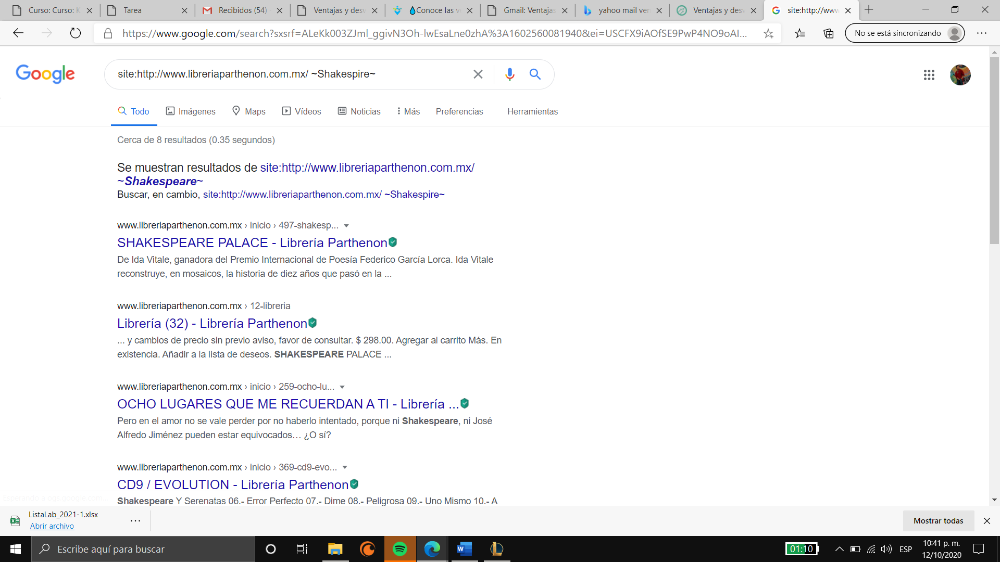 Curso: Curso: K
Tarea
Recibidos (54)
Ventajas y desv
Conoce las v
Gmail: Ventajas
yahoo mail ven
Ventajas y desv
site:http://www
https://www.google.com/search?sxsrf=ALeKk003ZJml_ggivN3Oh-lwEsaLne0zhA%3A1602560081940&ei=USCFX9iAOfSE9PwP4NO9oAI...
No se está sincronizando
Google
site:http://www.libreriaparthenon.com.mx/ ~Shakespire~
Todo
Imágenes
Maps
Vídeos
Noticias
Más
Preferencias
Herramientas
Cerca de 8 resultados (0.35 segundos)
Se muestran resultados de site:http://www.libreriaparthenon.com.mx/
~Shakespeare~
Buscar, en cambio, site:http://www.libreriaparthenon.com.mx/ ~Shakespire~
www.libreriaparthenon.com.mx › inicio › 497-shakesp...
SHAKESPEARE PALACE - Librería Parthenon
De Ida Vitale, ganadora del Premio Internacional de Poesía Federico García Lorca. Ida Vitale
reconstruye, en mosaicos, la historia de diez años que pasó en la ...
www.libreriaparthenon.com.mx › 12-libreria
Librería (32) - Librería Parthenon
... y cambios de precio sin previo aviso, favor de consultar. $ 298.00. Agregar al carrito Más. En
existencia. Añadir a la lista de deseos. SHAKESPEARE PALACE ...
www.libreriaparthenon.com.mx › inicio › 259-ocho-lu...
OCHO LUGARES QUE ME RECUERDAN A TI - Librería ...
Pero en el amor no se vale perder por no haberlo intentado, porque ni Shakespeare, ni José
Alfredo Jiménez pueden estar equivocados… ¿O sí?
www.libreriaparthenon.com.mx › inicio › 369-cd9-evo...
CD9 / EVOLUTION - Librería Parthenon
Shakespeare Y Serenatas 06.- Error Perfecto 07.- Dime 08.- Peligrosa 09.- Uno Mismo 10.- A
Esperando a ogs.google.com...
ListaLab_2021-1.xlsx
Abrir archivo
Mostrar todas
Escribe aquí para buscar
01:10
ESP
10:41 p. m.
12/10/2020